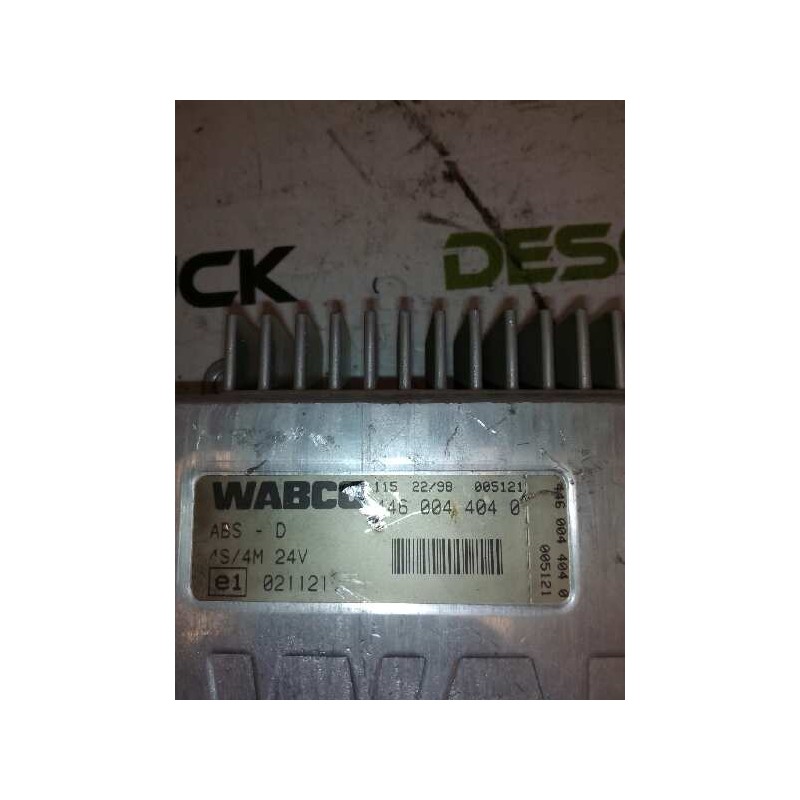 CK DESG
WABCO 115 22/98 005121
446 004 404 0
ABS - D
4S/4M 24V
e1 021121
446 004 404 0
005121